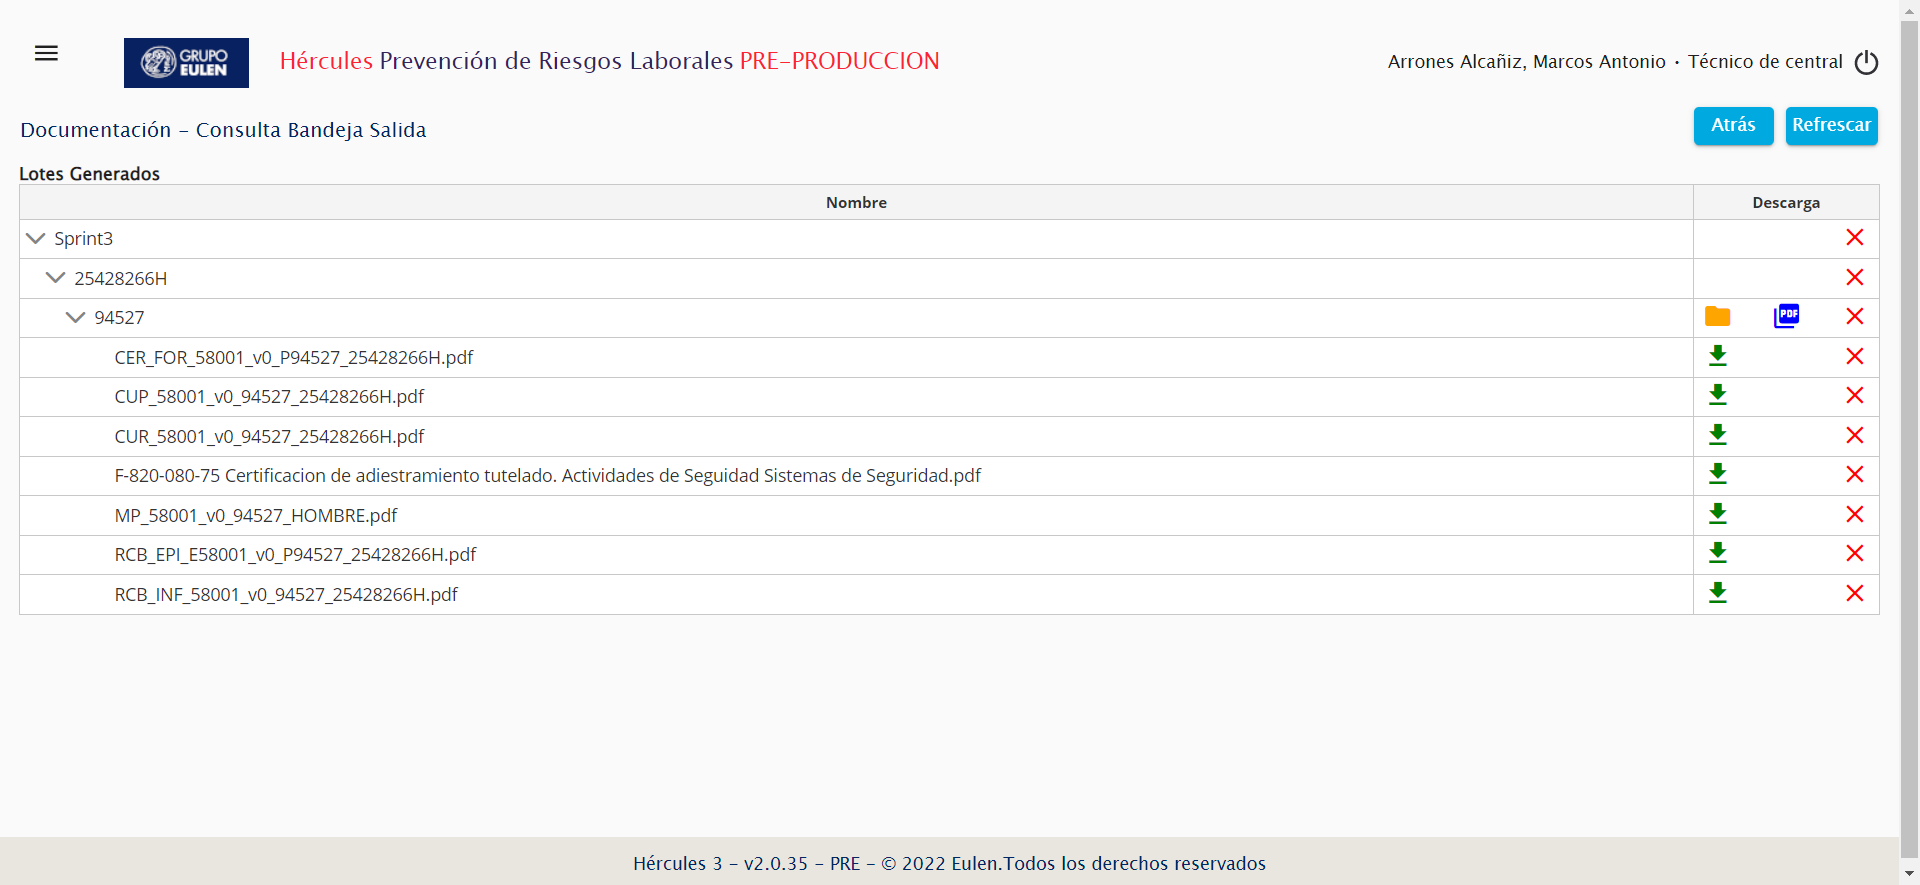 GRUPO
EULEN
Hércules Prevención de Riesgos Laborales PRE-PRODUCCION
Arrones Alcañiz, Marcos Antonio · Técnico de central
Documentación - Consulta Bandeja Salida
Atrás
Refrescar
Lotes Generados
Nombre
Descarga
Sprint3
25428266H
94527
PDF
CER_FOR_58001_v0_P94527_25428266H.pdf
CUP_58001_v0_94527_25428266H.pdf
CUR_58001_v0_94527_25428266H.pdf
F-820-080-75 Certificacion de adiestramiento tutelado. Actividades de Seguidad Sistemas de Seguridad.pdf
MP_58001_v0_94527_HOMBRE.pdf
RCB_EPI_E58001_v0_P94527_25428266H.pdf
RCB_INF_58001_v0_94527_25428266H.pdf
Hércules 3 - v2.0.35 - PRE - © 2022 Eulen.Todos los derechos reservados